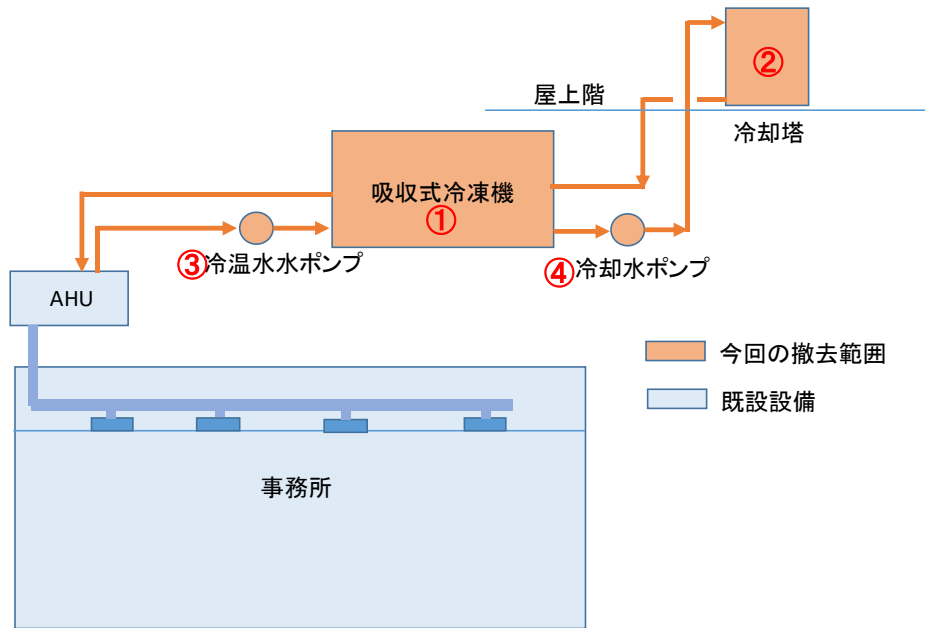 ②
屋上階
冷却塔
吸収式冷凍機
①
③冷温水水ポンプ
④冷却水ポンプ
AHU
今回の撤去範囲
既設設備
事務所